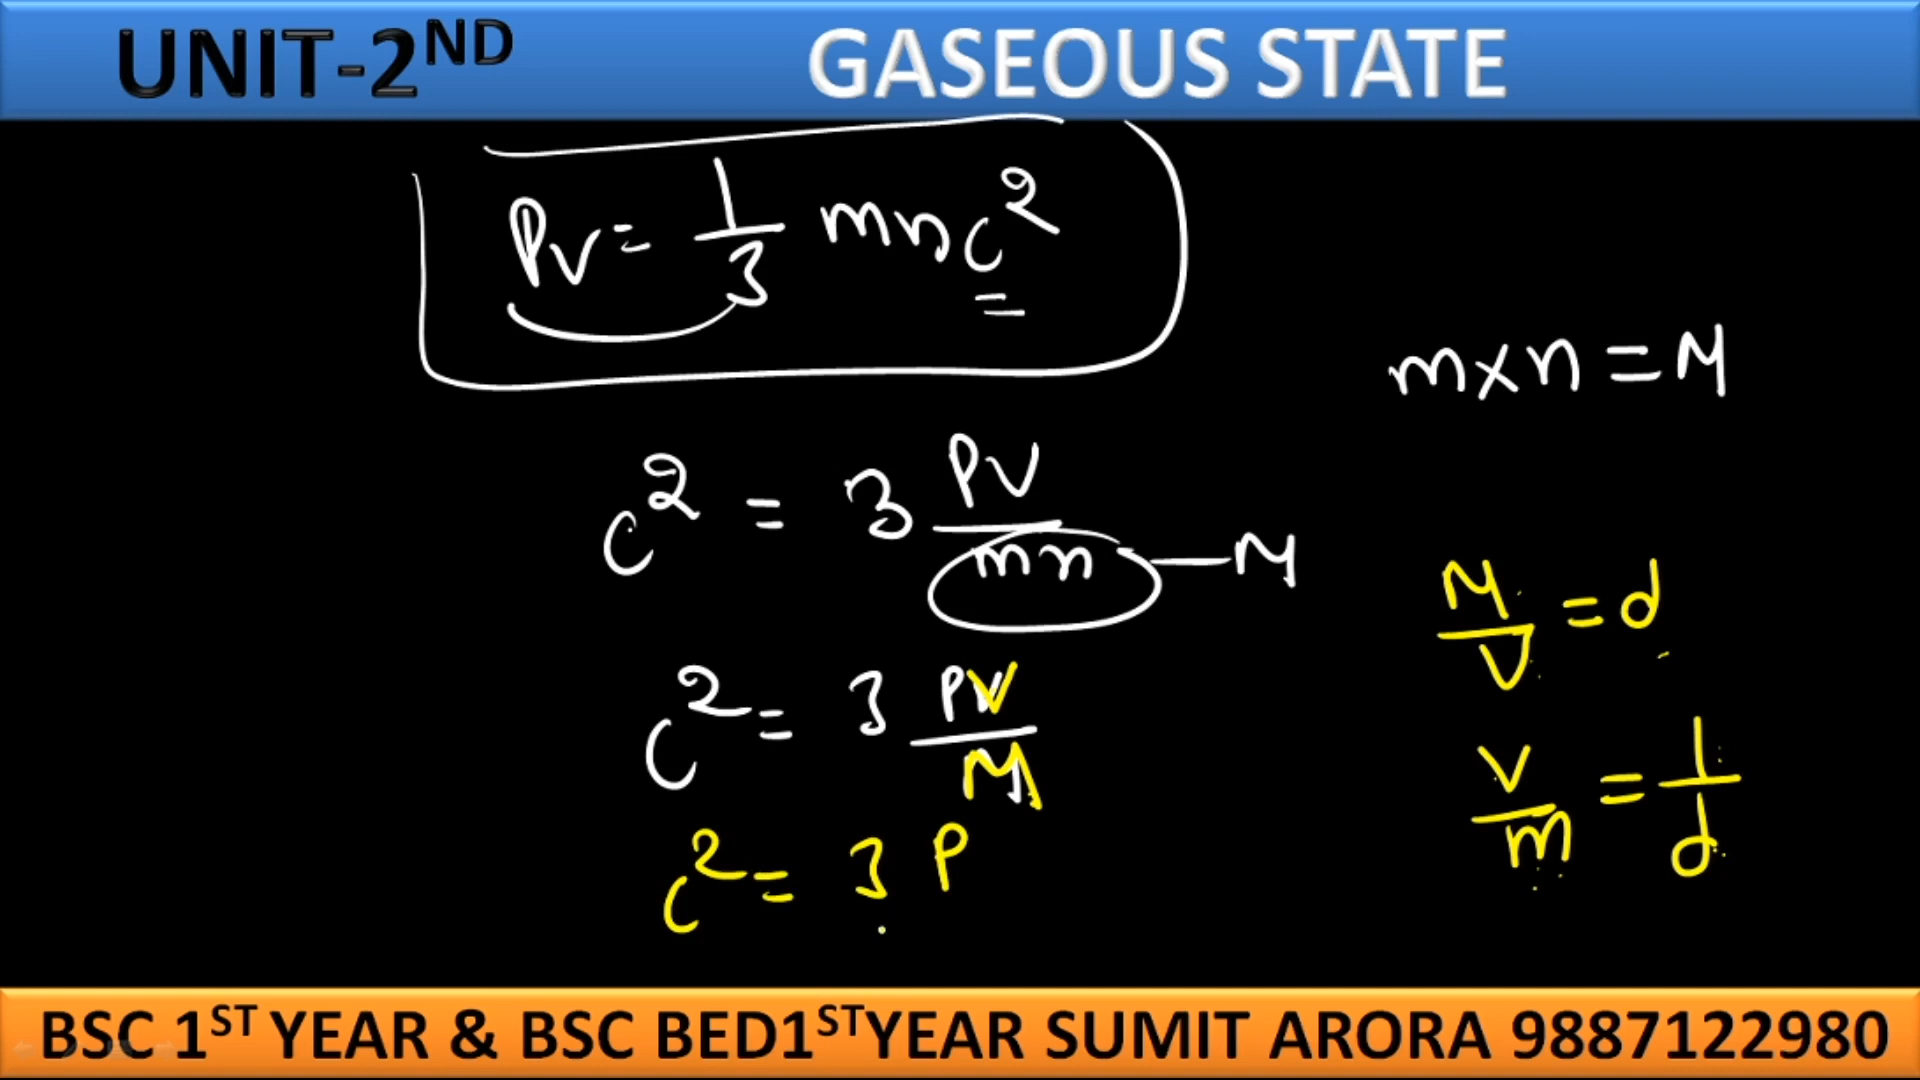 UNIT-2ND GASEOUS STATE
PV = 1/3 mnc²
m×n = M
c² = 3 PV/mn — M
M/V = d
c² = 3 PV/M
V/m = 1/d
c² = 3 P
BSC 1ST YEAR & BSC BED1STYEAR SUMIT ARORA 9887122980